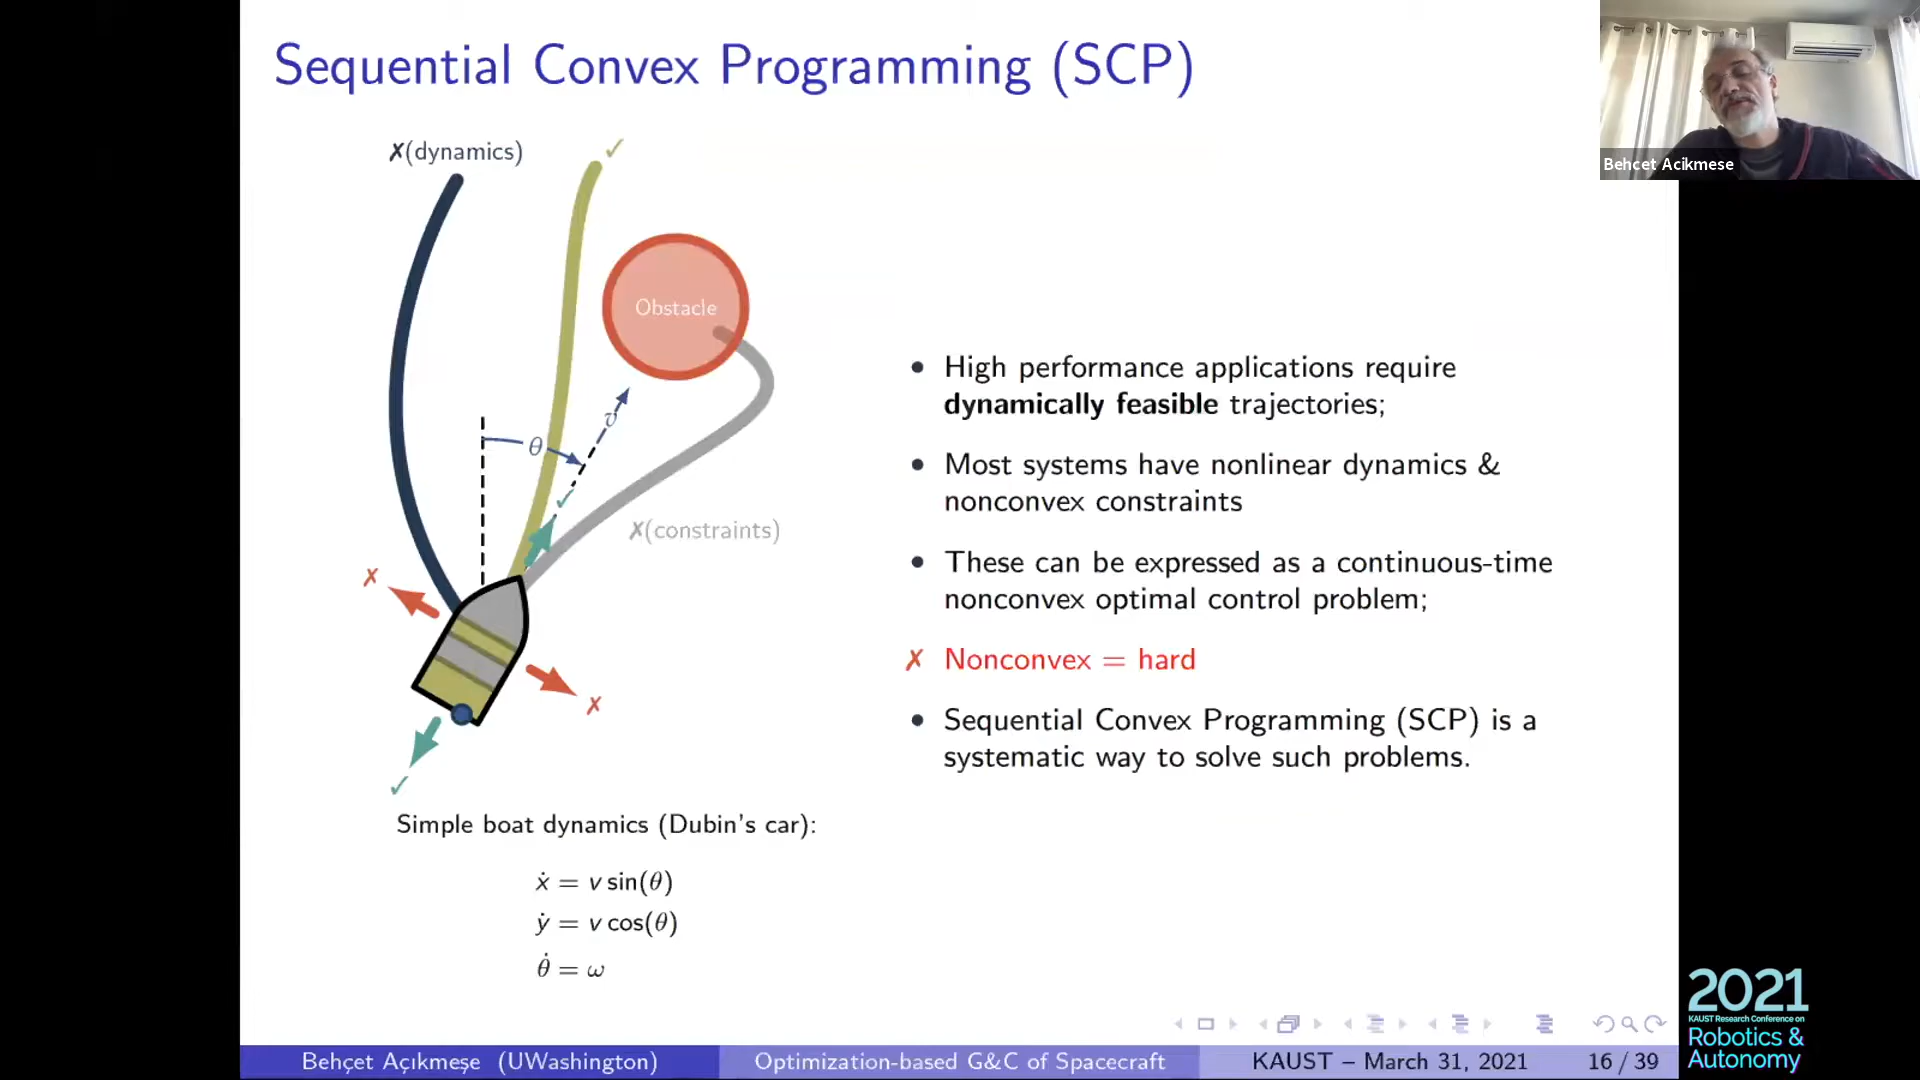 Sequential Convex Programming (SCP)
✗(dynamics)
✓
Obstacle
v
θ
✓
✗(constraints)
✗
✗
✓
Simple boat dynamics (Dubin's car):
ẋ = v sin(θ)
ẏ = v cos(θ)
θ̇ = ω
• High performance applications require
dynamically feasible trajectories;
• Most systems have nonlinear dynamics &
nonconvex constraints
• These can be expressed as a continuous-time
nonconvex optimal control problem;
✗ Nonconvex = hard
• Sequential Convex Programming (SCP) is a
systematic way to solve such problems.
Behcet Acikmese
Behçet Açıkmeşe (UWashington)
Optimization-based G&C of Spacecraft
KAUST – March 31, 2021
16 / 39
2021
KAUST Research Conference on
Robotics &
Autonomy